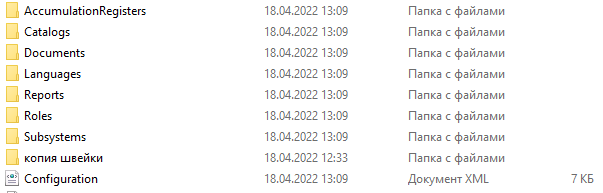 AccumulationRegisters 18.04.2022 13:09 Папка с файлами
Catalogs 18.04.2022 13:09 Папка с файлами
Documents 18.04.2022 13:09 Папка с файлами
Languages 18.04.2022 13:09 Папка с файлами
Reports 18.04.2022 13:09 Папка с файлами
Roles 18.04.2022 13:09 Папка с файлами
Subsystems 18.04.2022 13:09 Папка с файлами
копия швейки 18.04.2022 12:33 Папка с файлами
Configuration 18.04.2022 13:09 Документ XML 7 КБ